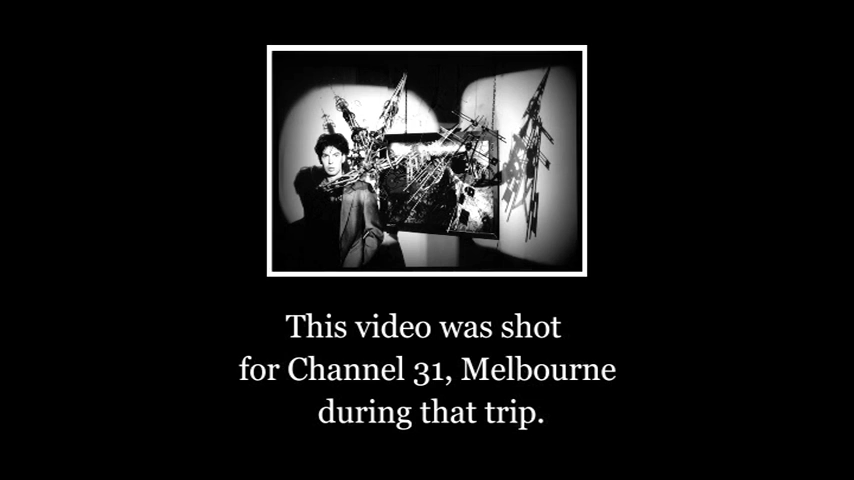 This video was shot
for Channel 31, Melbourne
during that trip.